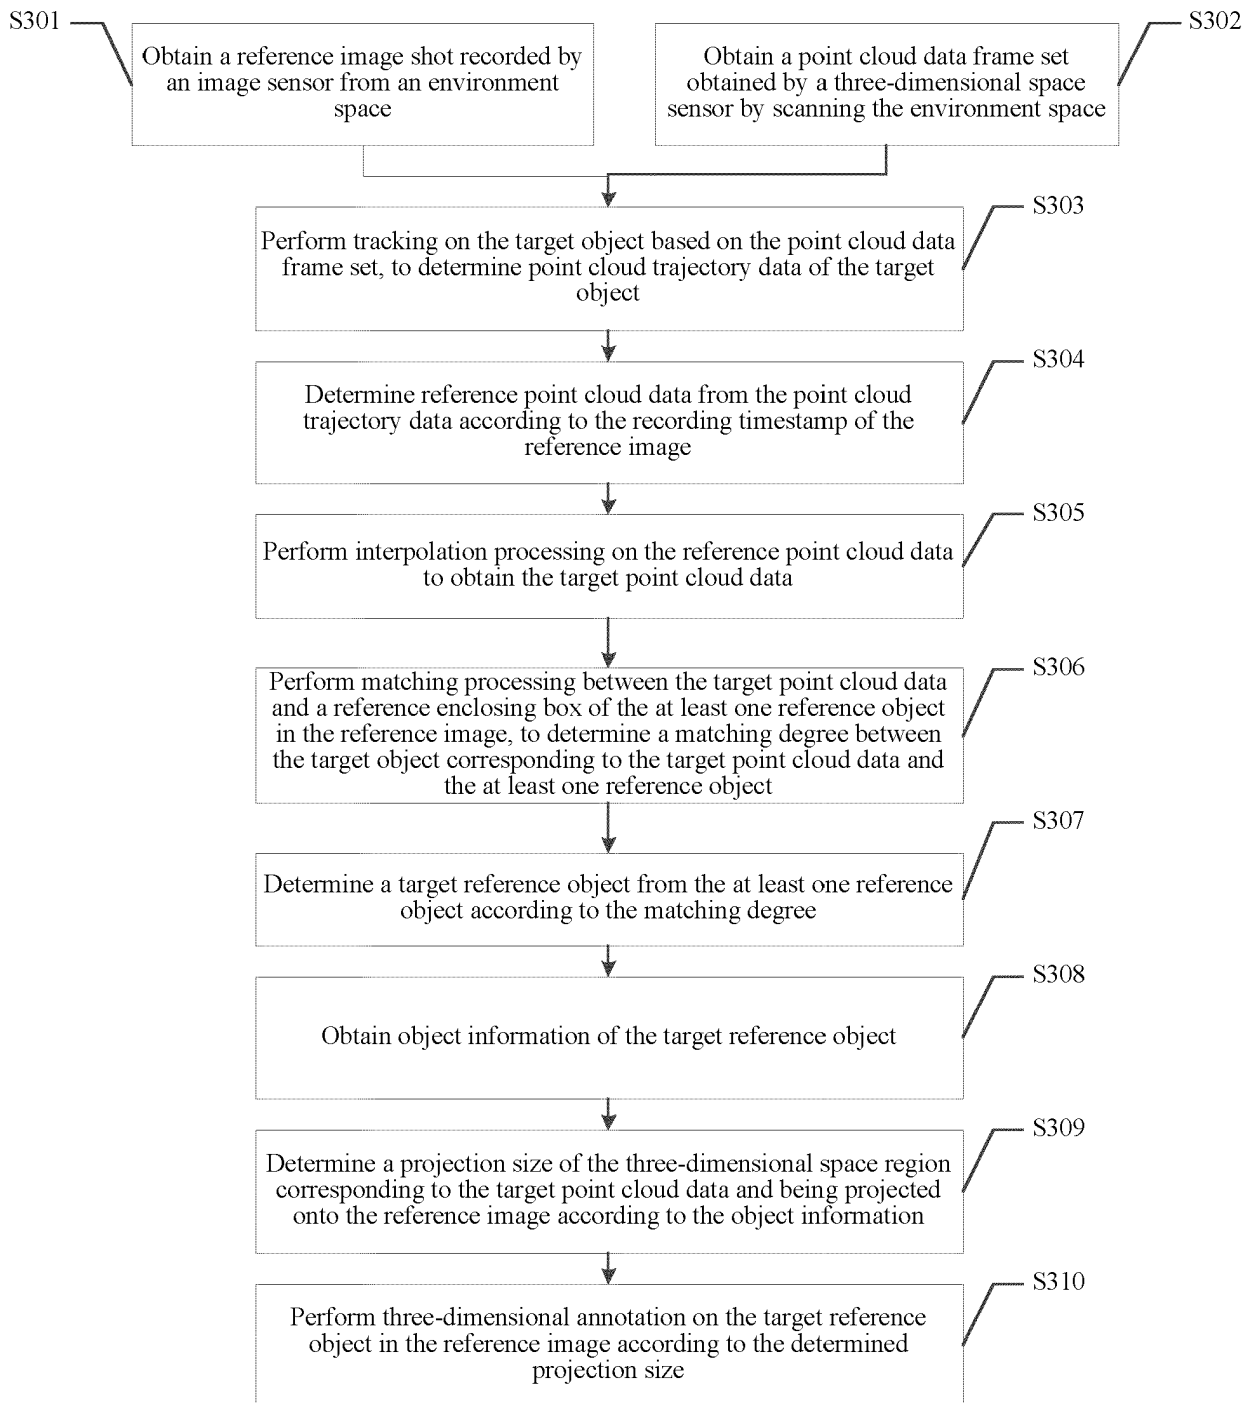 S301
Obtain a reference image shot recorded by
an image sensor from an environment
space
S302
Obtain a point cloud data frame set
obtained by a three-dimensional space
sensor by scanning the environment space
S303
Perform tracking on the target object based on the point cloud data
frame set, to determine point cloud trajectory data of the target
object
S304
Determine reference point cloud data from the point cloud
trajectory data according to the recording timestamp of the
reference image
S305
Perform interpolation processing on the reference point cloud data
to obtain the target point cloud data
S306
Perform matching processing between the target point cloud data
and a reference enclosing box of the at least one reference object
in the reference image, to determine a matching degree between
the target object corresponding to the target point cloud data and
the at least one reference object
S307
Determine a target reference object from the at least one reference
object according to the matching degree
S308
Obtain object information of the target reference object
S309
Determine a projection size of the three-dimensional space region
corresponding to the target point cloud data and being projected
onto the reference image according to the object information
S310
Perform three-dimensional annotation on the target reference
object in the reference image according to the determined
projection size